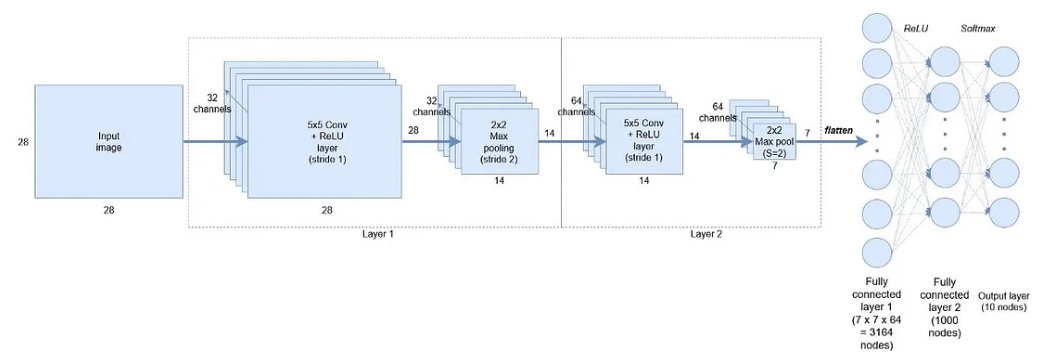 28
Input
image
28
32
channels
5x5 Conv
+ ReLU
layer
(stride 1)
28
28
32
channels
2x2
Max
pooling
(stride 2)
14
14
Layer 1
64
channels
5x5 Conv
+ ReLU
layer
(stride 1)
14
14
64
channels
2x2
Max pool
(S=2)
7
7
Layer 2
flatten
ReLU
Softmax
Fully
connected
layer 1
(7 x 7 x 64
= 3164
nodes)
Fully
connected
layer 2
(1000
nodes)
Output layer
(10 nodes)